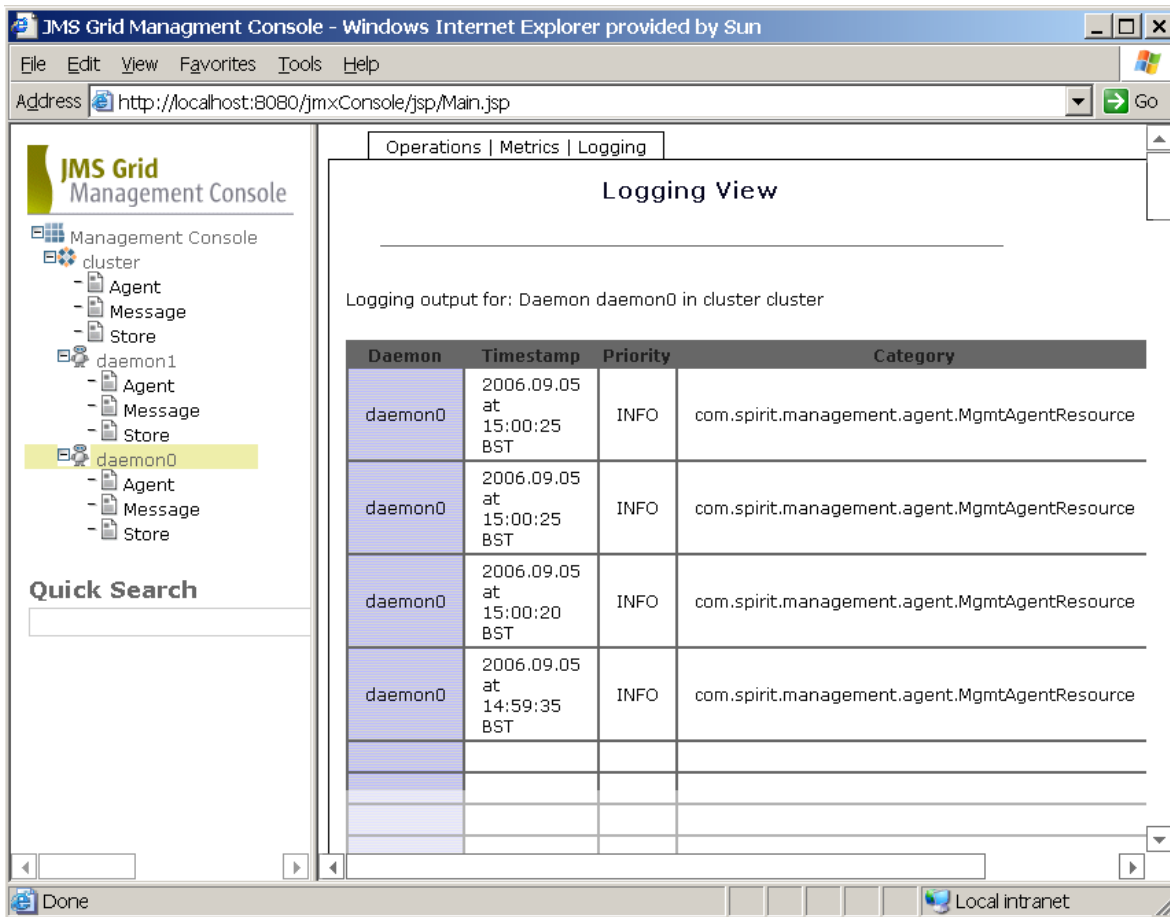 JMS Grid Managment Console - Windows Internet Explorer provided by Sun
File Edit View Favorites Tools Help
Address http://localhost:8080/jmxConsole/jsp/Main.jsp Go
JMS Grid
Management Console
Management Console
cluster
Agent
Message
Store
daemon1
Agent
Message
Store
daemon0
Agent
Message
Store
Quick Search
Operations | Metrics | Logging
Logging View
Logging output for: Daemon daemon0 in cluster cluster
Daemon Timestamp Priority Category
daemon0 2006.09.05 at 15:00:25 BST INFO com.spirit.management.agent.MgmtAgentResource
daemon0 2006.09.05 at 15:00:25 BST INFO com.spirit.management.agent.MgmtAgentResource
daemon0 2006.09.05 at 15:00:20 BST INFO com.spirit.management.agent.MgmtAgentResource
daemon0 2006.09.05 at 14:59:35 BST INFO com.spirit.management.agent.MgmtAgentResource
Done Local intranet